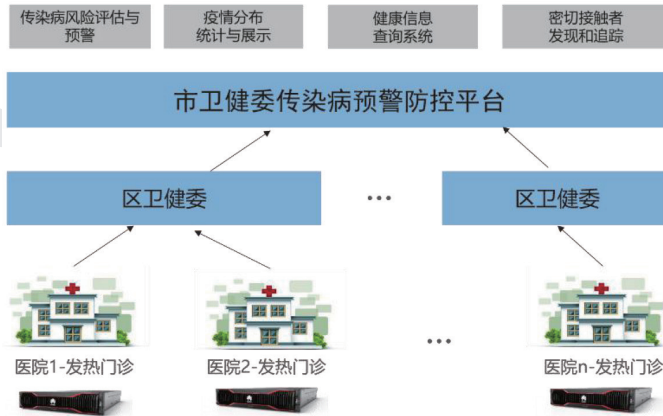 传染病风险评估与
预警
疫情分布
统计与展示
健康信息
查询系统
密切接触者
发现和追踪
市卫健委传染病预警防控平台
区卫健委
...
区卫健委
...
医院1-发热门诊
医院2-发热门诊
医院n-发热门诊